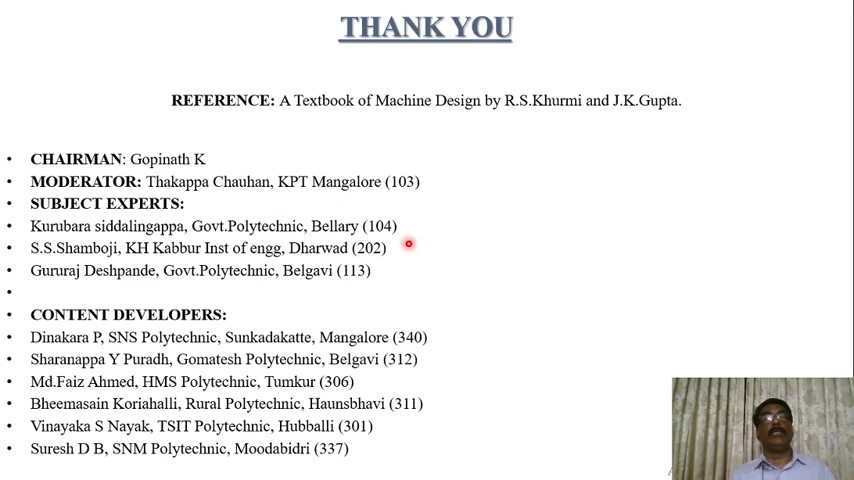 THANK YOU
REFERENCE: A Textbook of Machine Design by R.S.Khurmi and J.K.Gupta.
• CHAIRMAN: Gopinath K
• MODERATOR: Thakappa Chauhan, KPT Mangalore (103)
• SUBJECT EXPERTS:
• Kurubara siddalingappa, Govt.Polytechnic, Bellary (104)
• S.S.Shamboji, KH Kabbur Inst of engg, Dharwad (202)
• Gururaj Deshpande, Govt.Polytechnic, Belgavi (113)
•
• CONTENT DEVELOPERS:
• Dinakara P, SNS Polytechnic, Sunkadakatte, Mangalore (340)
• Sharanappa Y Puradh, Gomatesh Polytechnic, Belgavi (312)
• Md.Faiz Ahmed, HMS Polytechnic, Tumkur (306)
• Bheemasain Koriahalli, Rural Polytechnic, Haunsbhavi (311)
• Vinayaka S Nayak, TSIT Polytechnic, Hubballi (301)
• Suresh D B, SNM Polytechnic, Moodabidri (337)